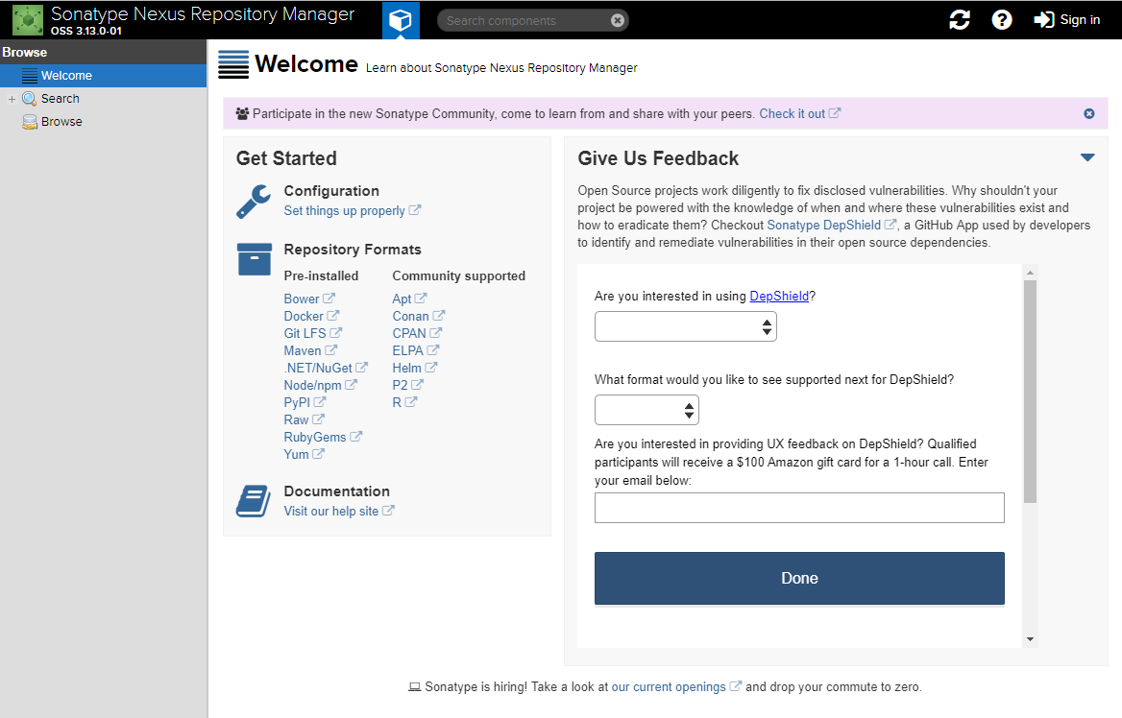 Sonatype Nexus Repository Manager
OSS 3.13.0-01
Search components
Sign in
Browse
Welcome
Search
Browse
Welcome Learn about Sonatype Nexus Repository Manager
Participate in the new Sonatype Community, come to learn from and share with your peers. Check it out
Get Started
Configuration
Set things up properly
Repository Formats
Pre-installed
Bower
Docker
Git LFS
Maven
.NET/NuGet
Node/npm
PyPI
Raw
RubyGems
Yum
Community supported
Apt
Conan
CPAN
ELPA
Helm
P2
R
Documentation
Visit our help site
Give Us Feedback
Open Source projects work diligently to fix disclosed vulnerabilities. Why shouldn't your
project be powered with the knowledge of when and where these vulnerabilities exist and
how to eradicate them? Checkout Sonatype DepShield, a GitHub App used by developers
to identify and remediate vulnerabilities in their open source dependencies.
Are you interested in using DepShield?
What format would you like to see supported next for DepShield?
Are you interested in providing UX feedback on DepShield? Qualified
participants will receive a $100 Amazon gift card for a 1-hour call. Enter
your email below:
Done
Sonatype is hiring! Take a look at our current openings and drop your commute to zero.